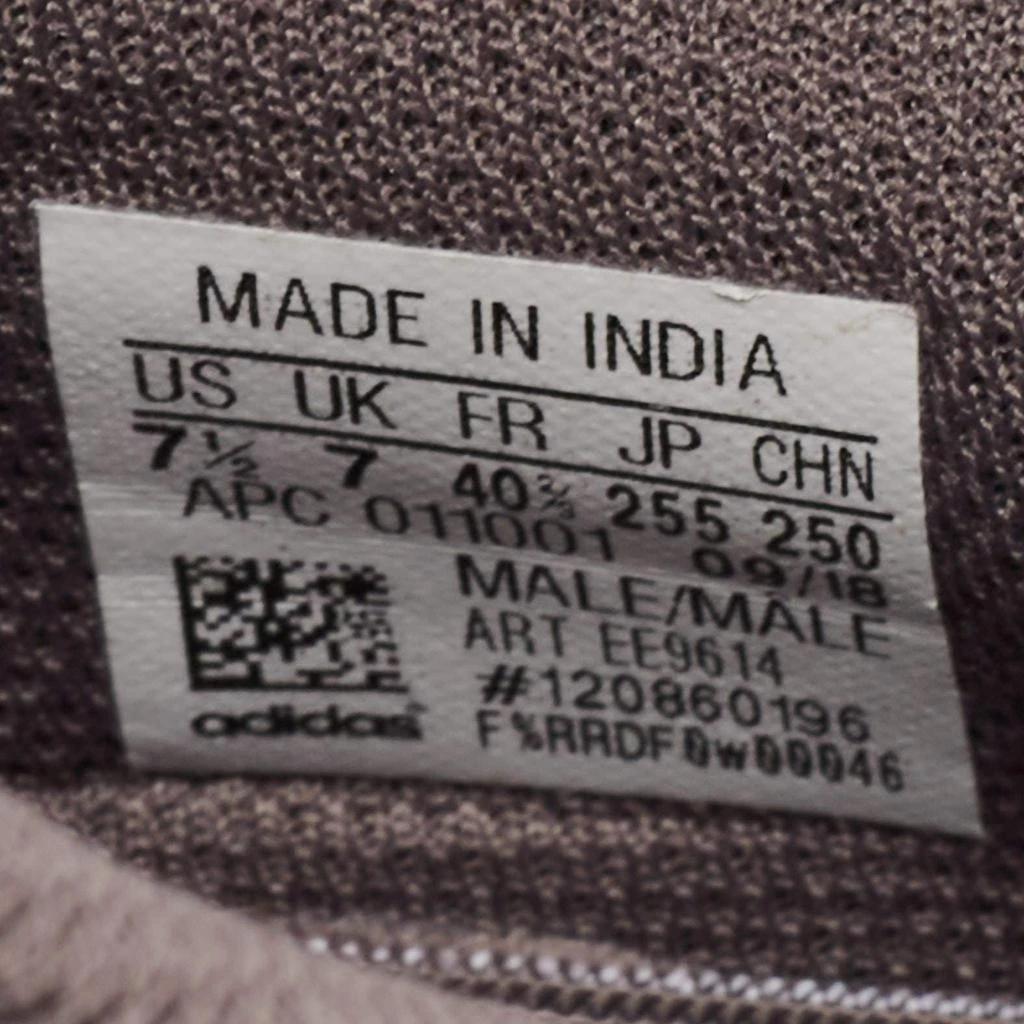 MADE IN INDIA
US UK FR JP CHN
7½ 7 40⅔ 255 250
APC 011001 09/18
MALE/MALE
ART EE9614
#120860196
F%RRDF0w00046
adidas